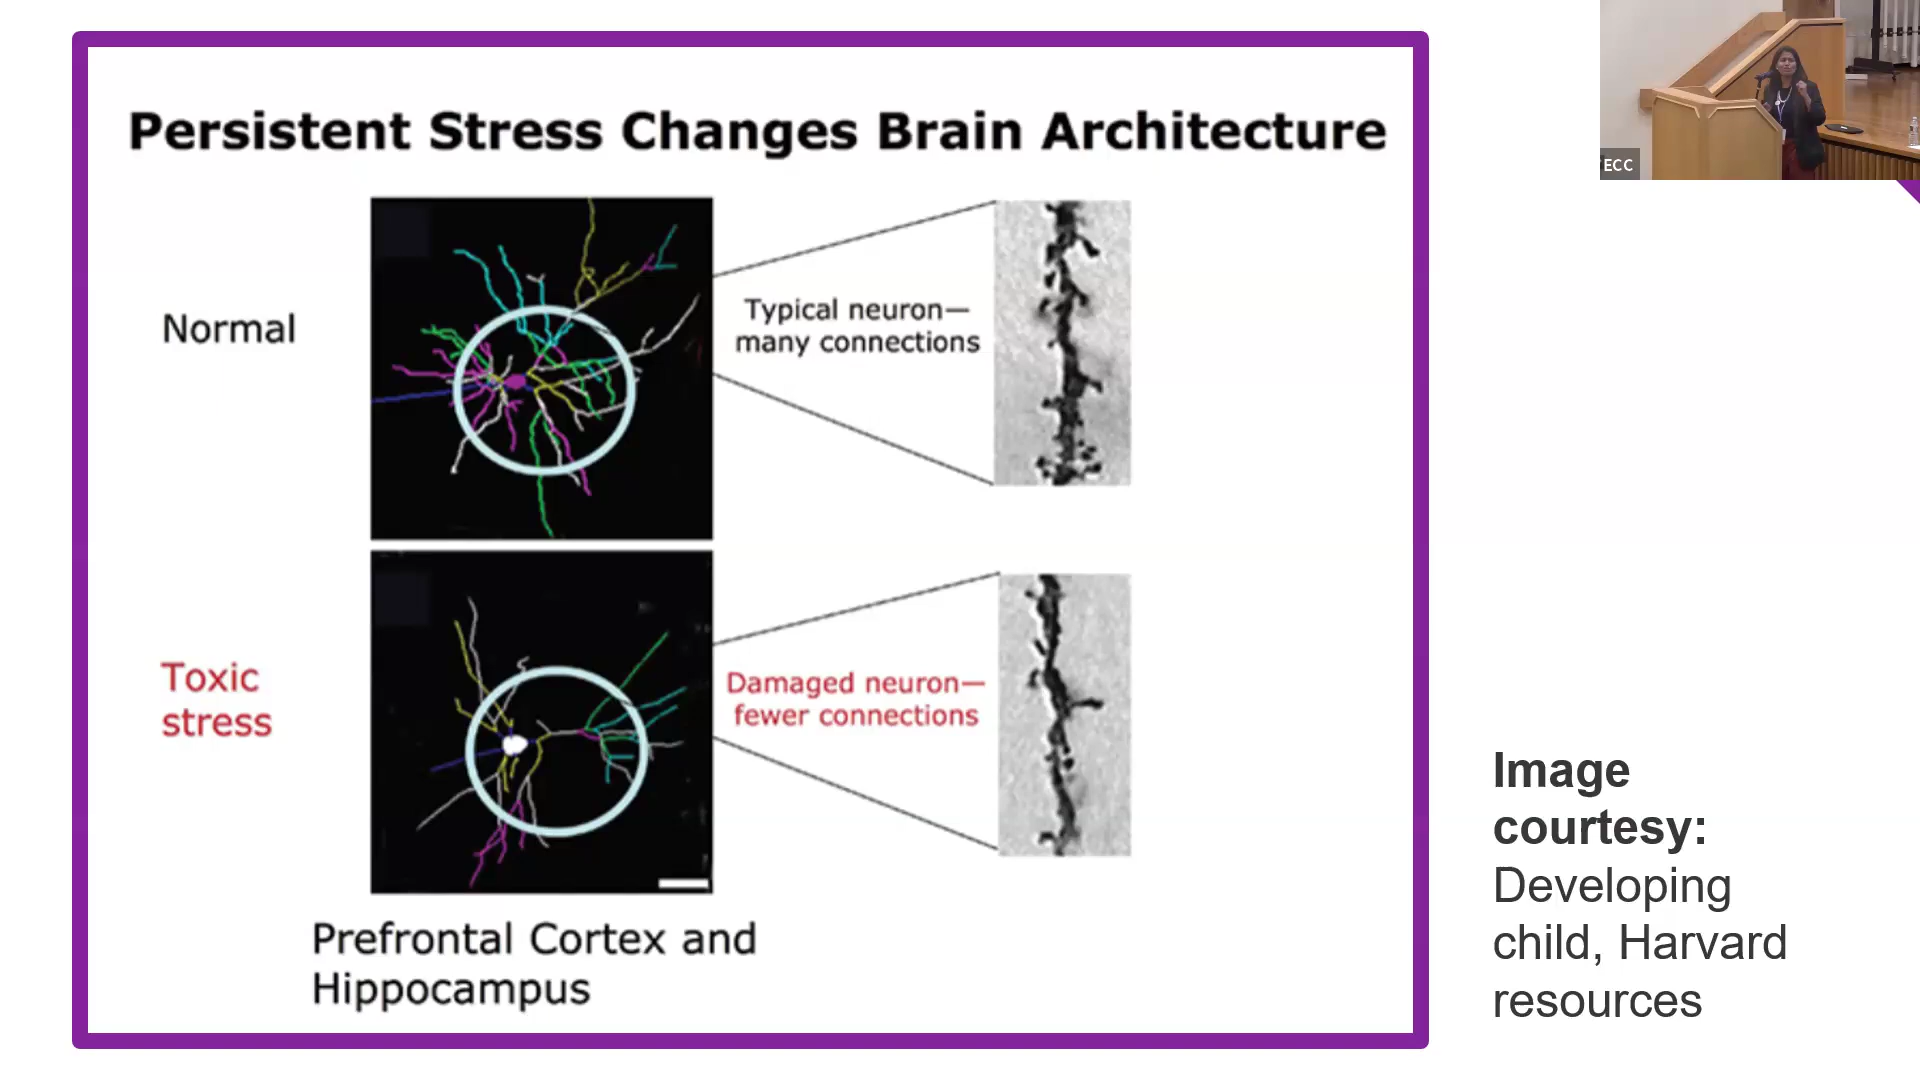 Persistent Stress Changes Brain Architecture
Normal
Typical neuron—
many connections
Toxic
stress
Damaged neuron—
fewer connections
Prefrontal Cortex and
Hippocampus
ECC
Image
courtesy:
Developing
child, Harvard
resources